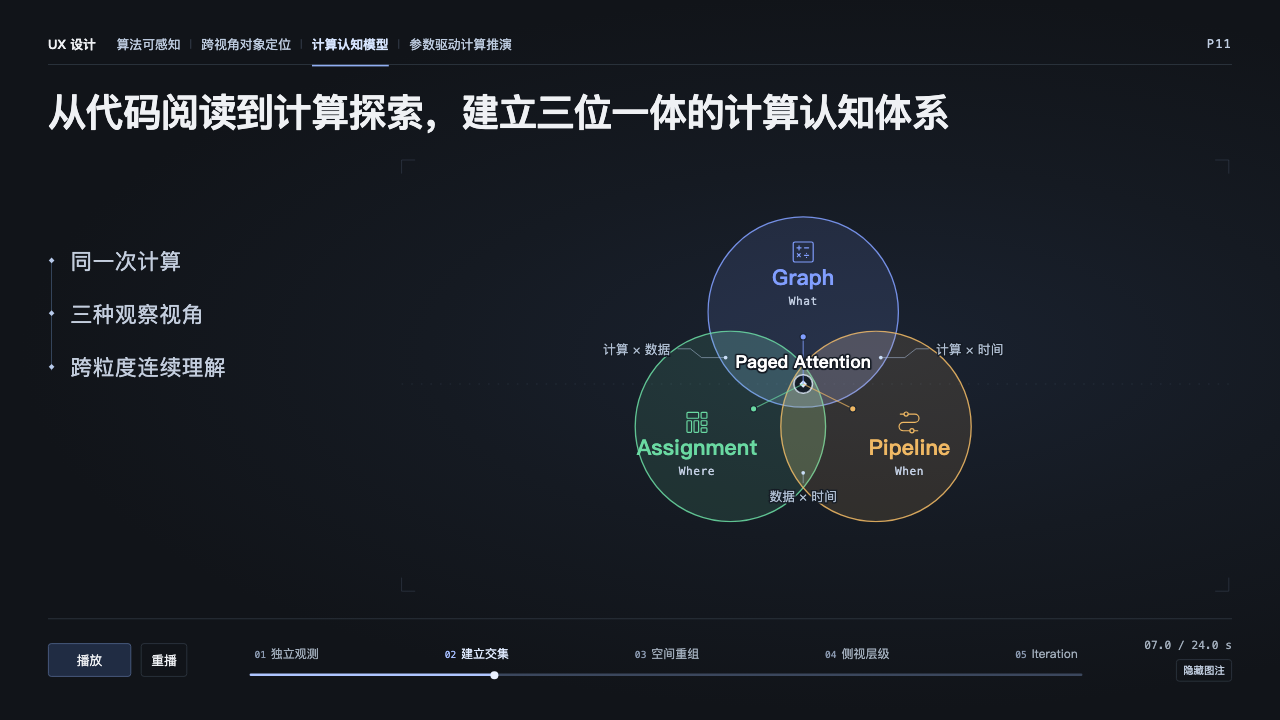 UX 设计 算法可感知 跨视角对象定位 计算认知模型 参数驱动计算推演 P11
从代码阅读到计算探索，建立三位一体的计算认知体系
同一次计算
三种观察视角
跨粒度连续理解
Graph
What
计算 × 数据
计算 × 时间
Paged Attention
Assignment
Where
Pipeline
When
数据 × 时间
播放 重播
01 独立观测 02 建立交集 03 空间重组 04 侧视层级 05 Iteration
07.0 / 24.0 s
隐藏图注